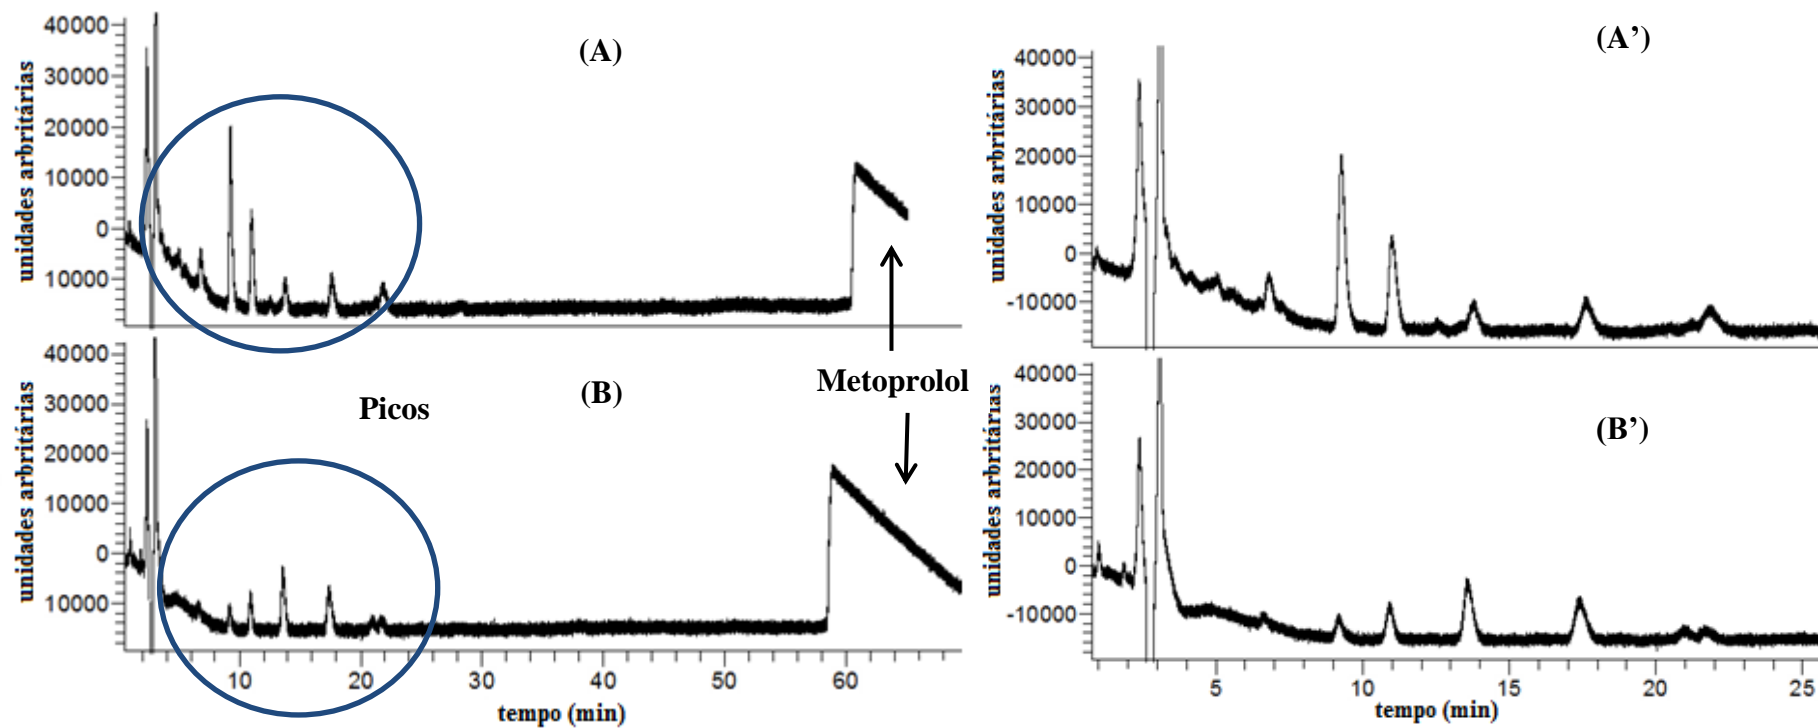 (A)
unidades arbritárias
40000
30000
20000
10000
0
10000
(B)
Picos
Metoprolol
unidades arbritárias
40000
30000
20000
10000
0
10000
10
20
30
40
50
60
tempo (min)
(A’)
unidades arbritárias
40000
30000
20000
10000
0
-10000
(B’)
unidades arbritárias
40000
30000
20000
10000
0
-10000
5
10
15
20
25
tempo (min)